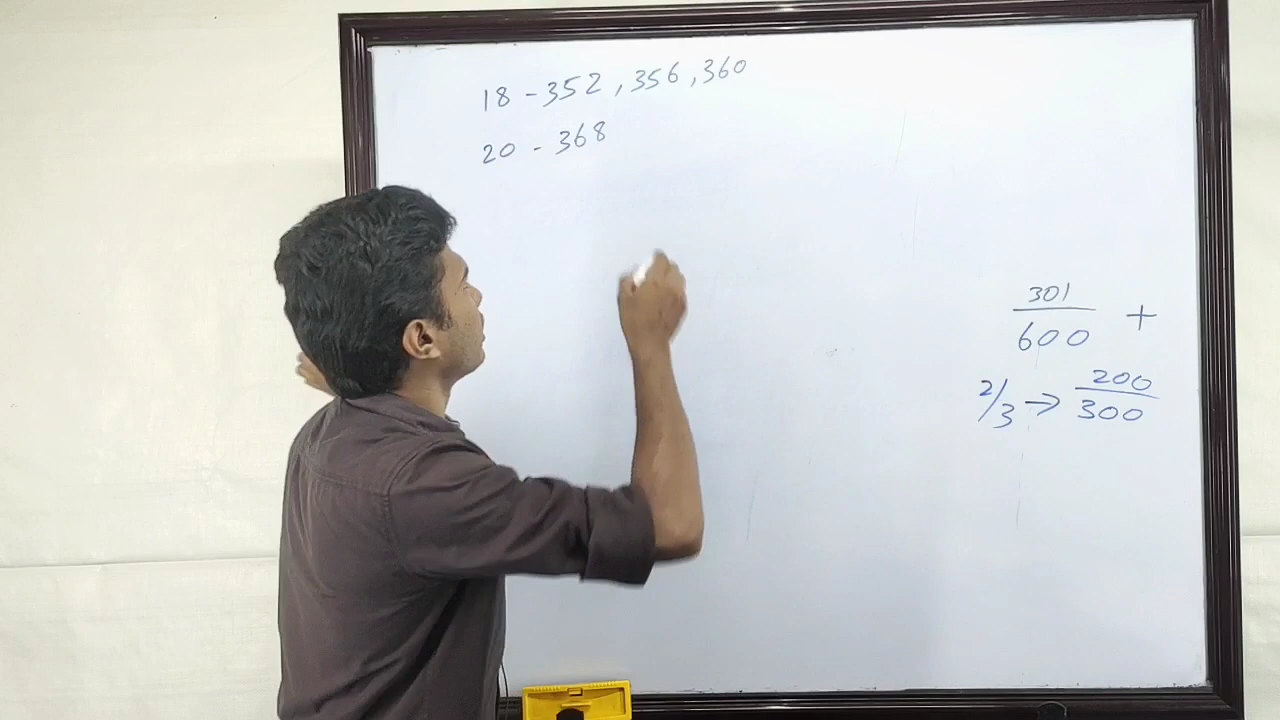 18 - 352, 356, 360
20 - 368
301/600 +
2/3 → 200/300